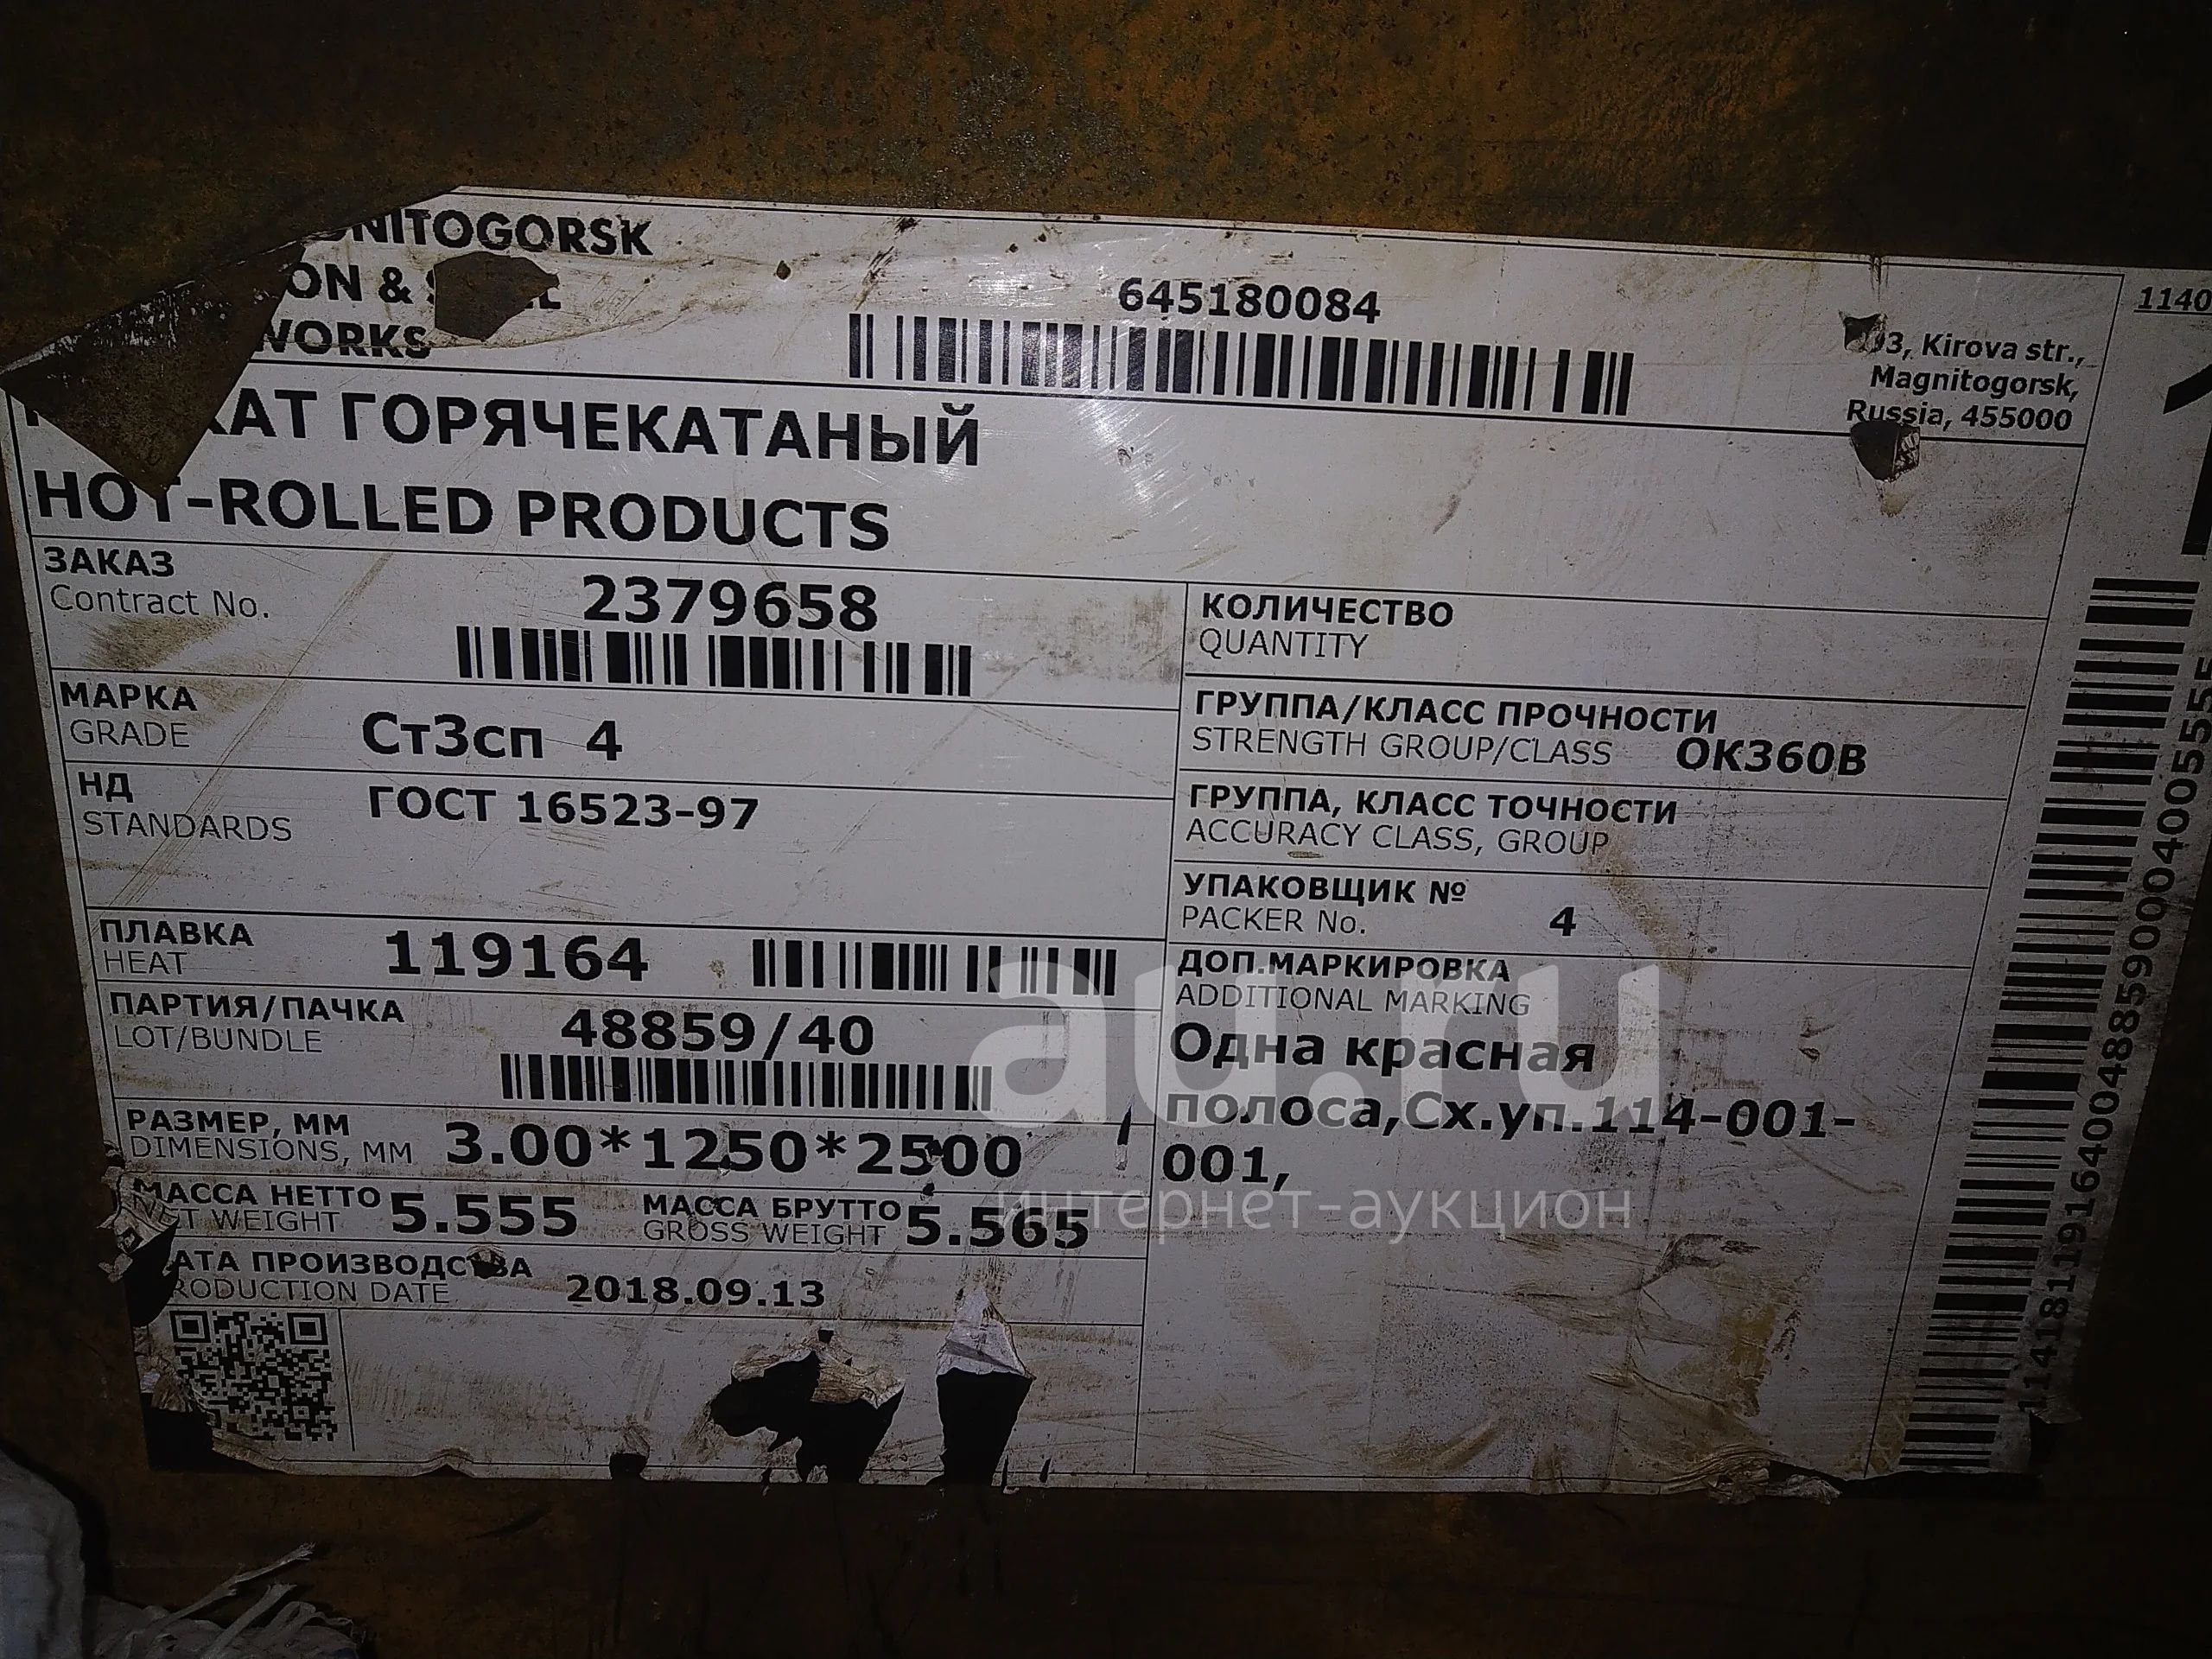 645180084
WORKS
Kirova str.,
Magnitogorsk,
Russia, 455000
1140
ГОРЯЧЕКАТАНЫЙ
HOT-ROLLED PRODUCTS
ЗАКАЗ
Contract No.
2379658
МАРКА
GRADE
Ст3сп 4
НД
STANDARDS
ГОСТ 16523-97
ПЛАВКА
HEAT
119164
ПАРТИЯ/ПАЧКА
LOT/BUNDLE
48859/40
РАЗМЕР, ММ
DIMENSIONS, MM
3.00*1250*2500
МАССА НЕТТО
NET WEIGHT
5.555
МАССА БРУТТО
GROSS WEIGHT
5.565
ДАТА ПРОИЗВОДСТВА
PRODUCTION DATE
2018.09.13
КОЛИЧЕСТВО
QUANTITY
ГРУППА/КЛАСС ПРОЧНОСТИ
STRENGTH GROUP/CLASS
ОК360В
ГРУППА, КЛАСС ТОЧНОСТИ
ACCURACY CLASS, GROUP
УПАКОВЩИК №
PACKER No.
4
ДОП.МАРКИРОВКА
ADDITIONAL MARKING
Одна красная
полоса,Сх.уп.114-001-
001,
au.ru
интернет-аукцион